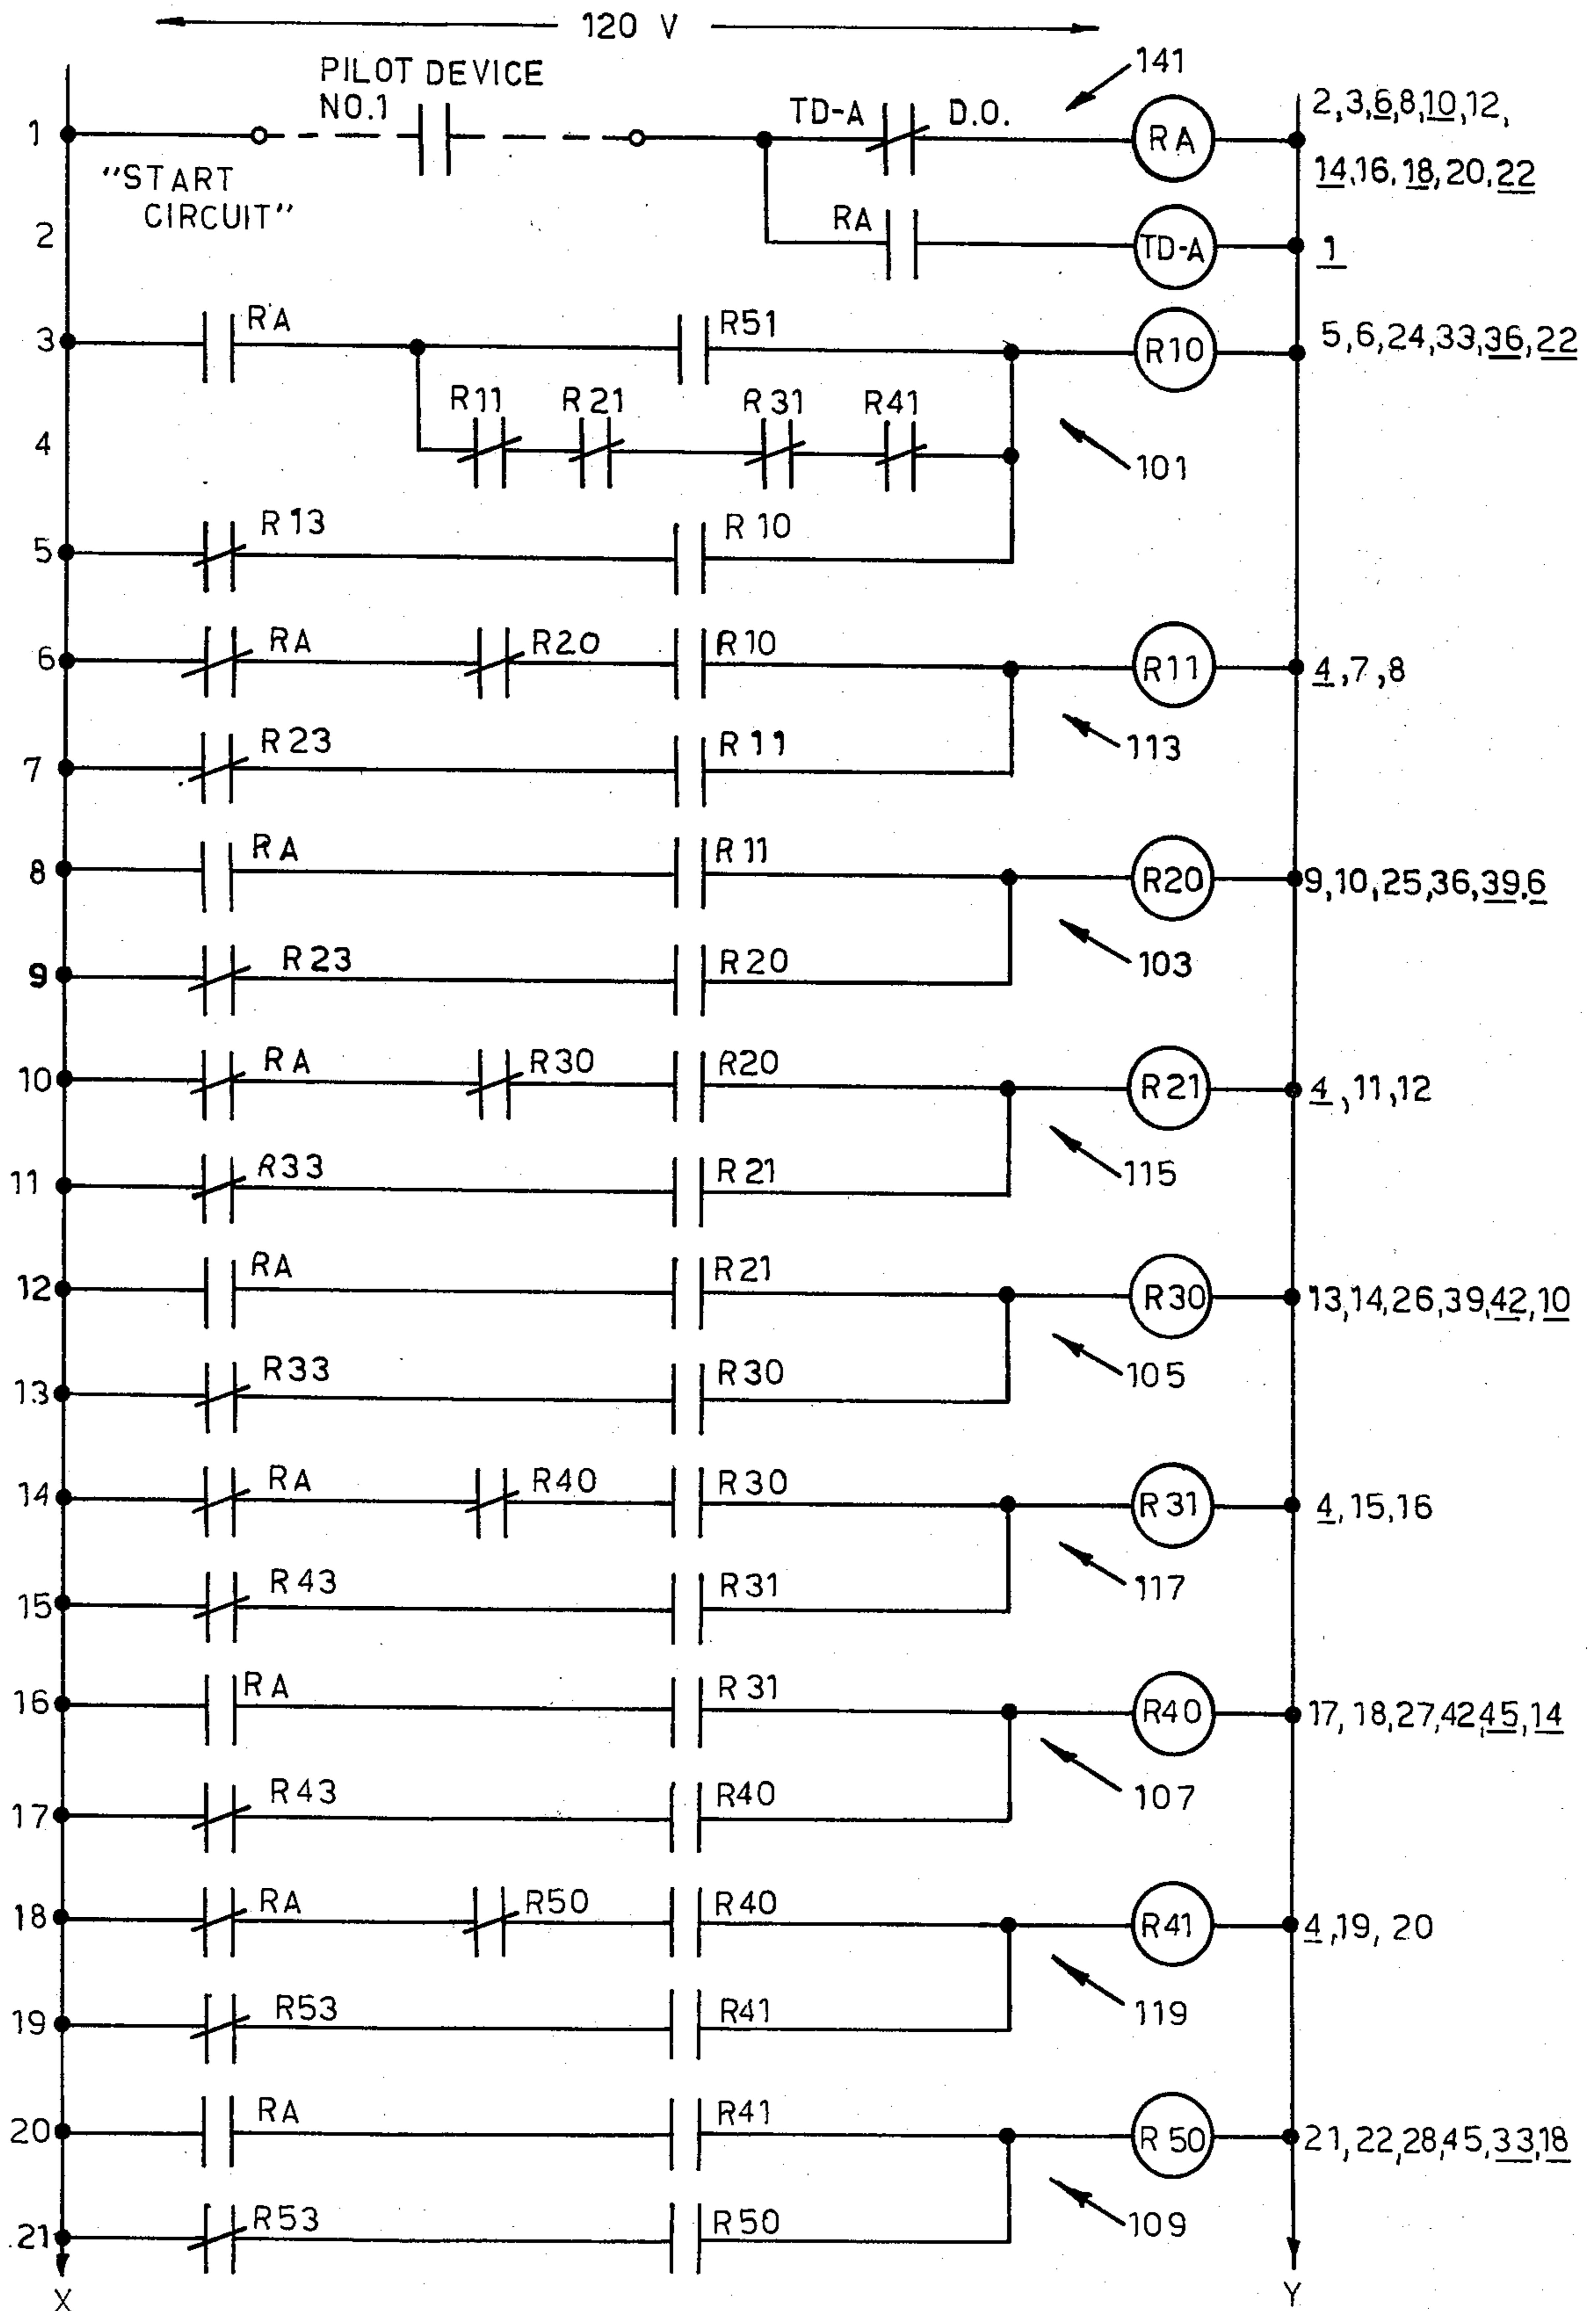 120 V
PILOT DEVICE
NO.1
TD-A D.O.
141
1
RA
2,3,6,8,10,12,
14,16,18,20,22
"START
CIRCUIT"
2
RA
TD-A
1
3
RA
R51
R10
5,6,24,33,36,22
4
R11 R21 R31 R41
101
5
R13
R10
6
RA
R20
R10
R11
4,7,8
113
7
R23
R11
8
RA
R11
R20
9,10,25,36,39,6
103
9
R23
R20
10
RA
R30
R20
R21
4,11,12
115
11
R33
R21
12
RA
R21
R30
13,14,26,39,42,10
105
13
R33
R30
14
RA
R40
R30
R31
4,15,16
117
15
R43
R31
16
RA
R31
R40
17, 18,27,42,45,14
107
17
R43
R40
18
RA
R50
R40
R41
4,19, 20
119
19
R53
R41
20
RA
R41
R50
21,22,28,45,33,18
109
21
R53
R50
X
Y